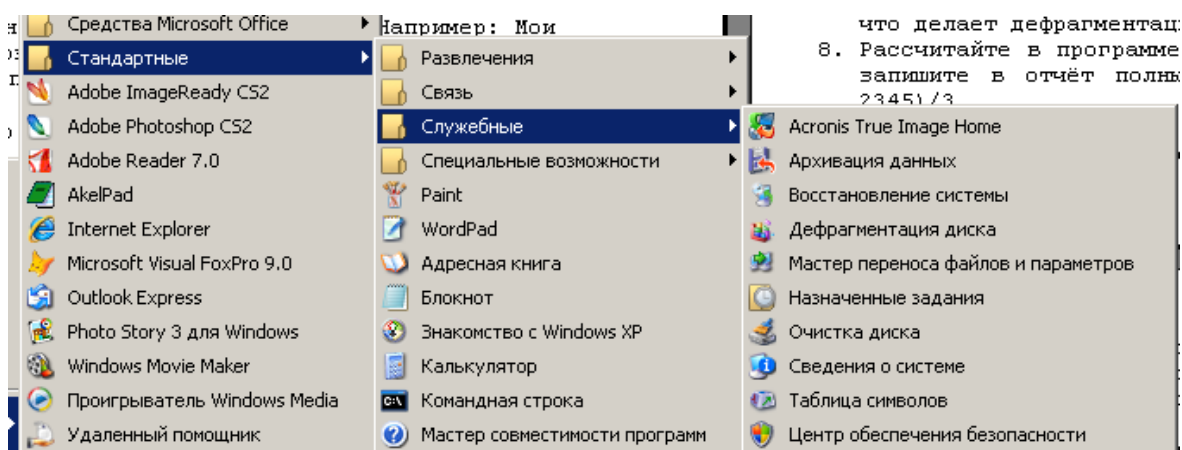 Средства Microsoft Office
Стандартные
Adobe ImageReady CS2
Adobe Photoshop CS2
Adobe Reader 7.0
AkelPad
Internet Explorer
Microsoft Visual FoxPro 9.0
Outlook Express
Photo Story 3 для Windows
Windows Movie Maker
Проигрыватель Windows Media
Удаленный помощник
Например: Мои
Развлечения
Связь
Служебные
Специальные возможности
Paint
WordPad
Адресная книга
Блокнот
Знакомство с Windows XP
Калькулятор
Командная строка
Мастер совместимости программ
что делает дефрагментаци
8. Рассчитайте в программе
запишите в отчёт полны
2345)/3
Acronis True Image Home
Архивация данных
Восстановление системы
Дефрагментация диска
Мастер переноса файлов и параметров
Назначенные задания
Очистка диска
Сведения о системе
Таблица символов
Центр обеспечения безопасности